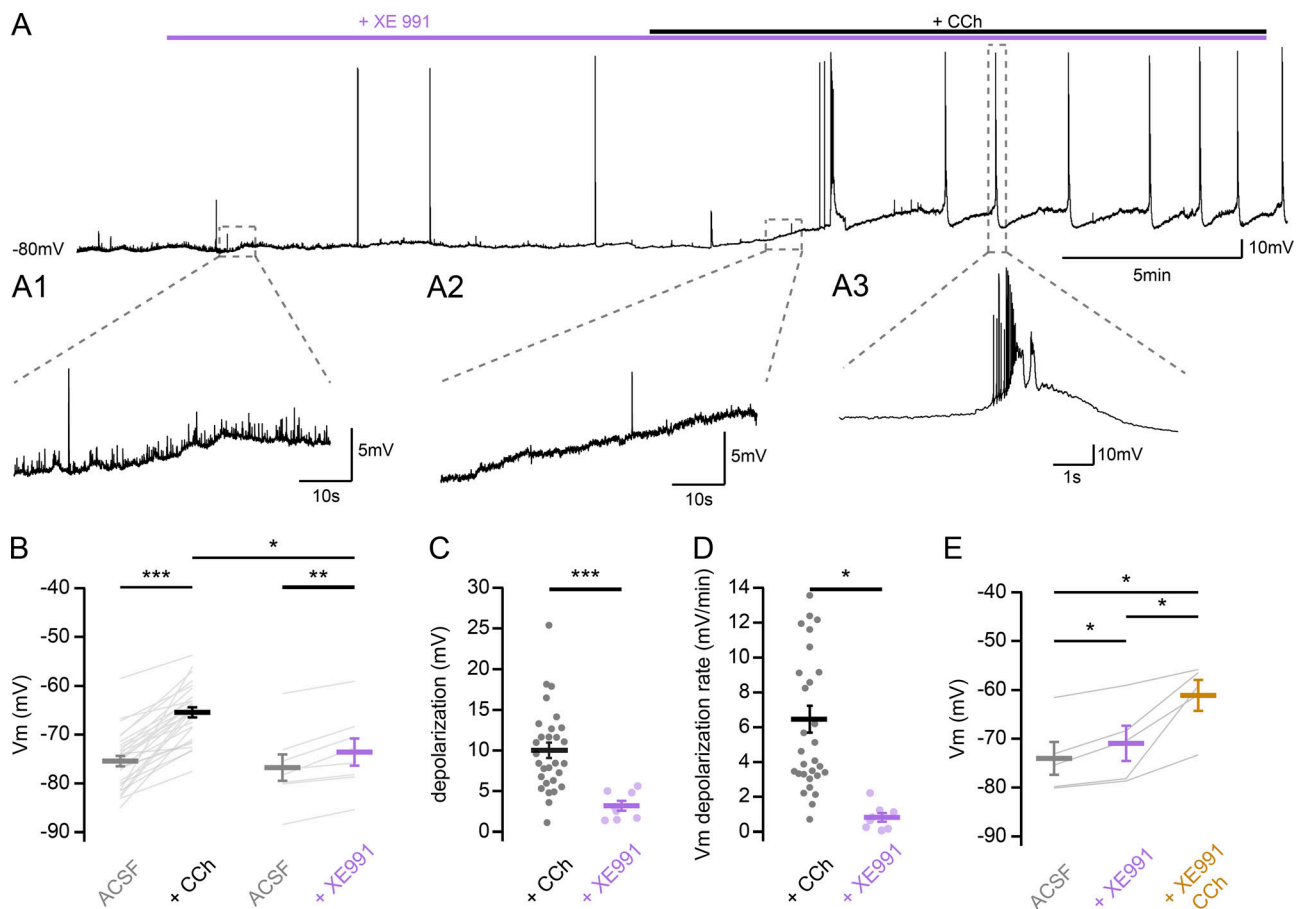 A
+ XE 991
+ CCh
-80mV
10mV
5min
A1
A2
A3
5mV
10s
5mV
10s
10mV
1s
B
C
D
E
*
***
**
Vm (mV)
-40
-50
-60
-70
-80
-90
ACSF
+ CCh
ACSF
+ XE991
***
depolarization (mV)
30
25
20
15
10
5
0
+ CCh
+ XE991
*
Vm depolarization rate (mV/min)
14
12
10
8
6
4
2
0
+ CCh
+ XE991
*
*
*
Vm (mV)
-40
-50
-60
-70
-80
-90
ACSF
+ XE991
+ XE991
CCh